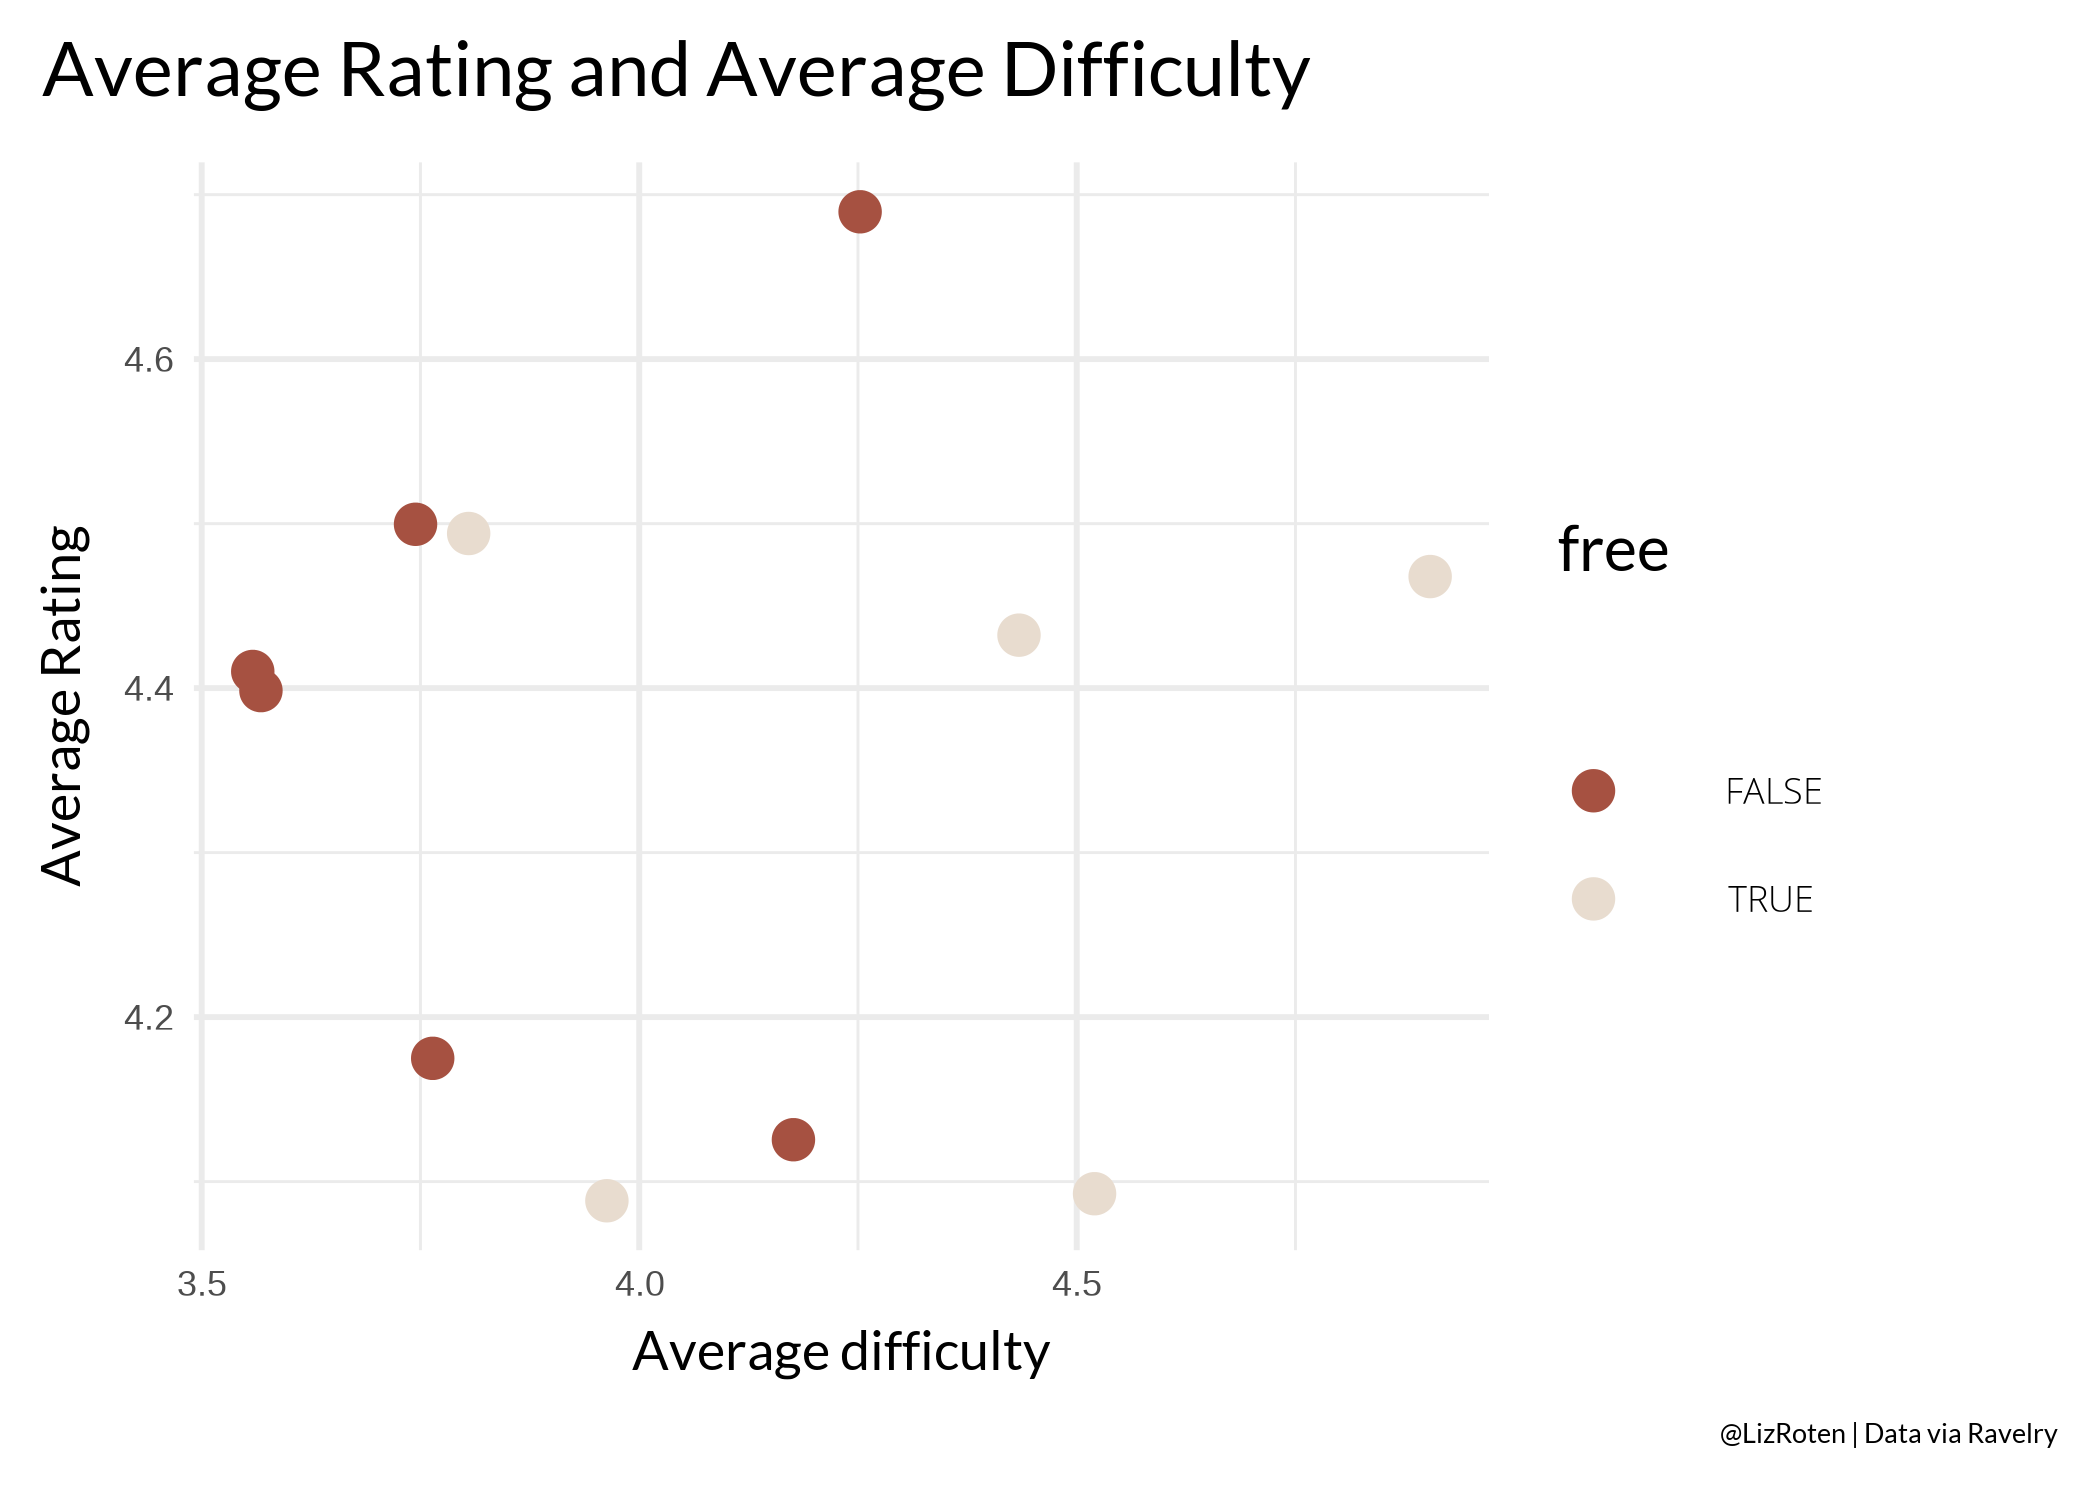 Average Rating and Average Difficulty
Average Rating
4.6
4.4
4.2
3.5
4.0
4.5
Average difficulty
free
FALSE
TRUE
@LizRoten | Data via Ravelry